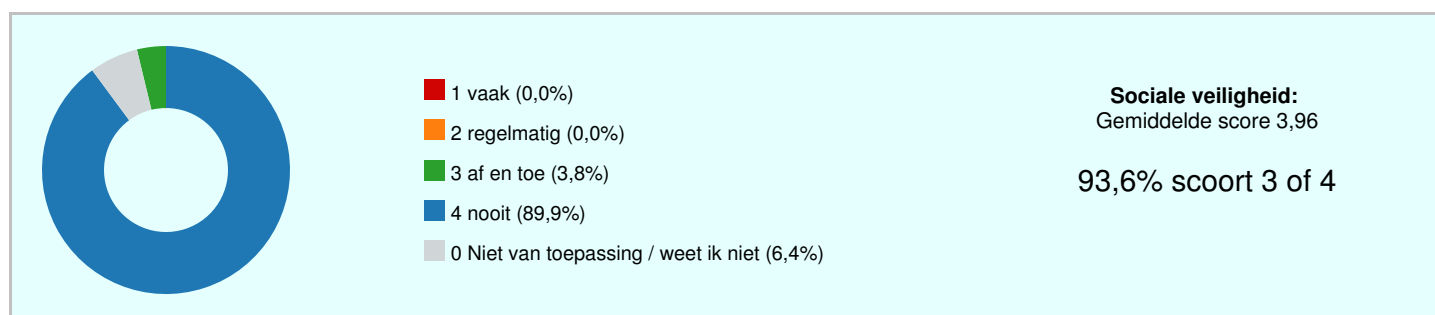 1 vaak (0,0%)
2 regelmatig (0,0%)
3 af en toe (3,8%)
4 nooit (89,9%)
0 Niet van toepassing / weet ik niet (6,4%)
Sociale veiligheid:
Gemiddelde score 3,96
93,6% scoort 3 of 4